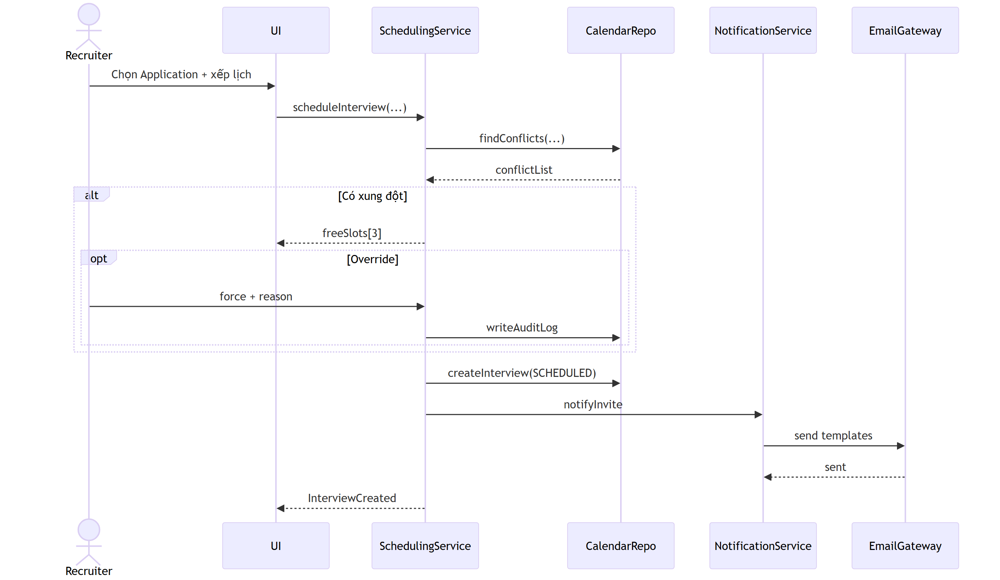 Recruiter
UI
SchedulingService
CalendarRepo
NotificationService
EmailGateway
Chọn Application + xếp lịch
scheduleInterview(...)
findConflicts(...)
conflictList
alt
[Có xung đột]
freeSlots[3]
opt
[Override]
force + reason
writeAuditLog
createInterview(SCHEDULED)
notifyInvite
send templates
sent
InterviewCreated
Recruiter
UI
SchedulingService
CalendarRepo
NotificationService
EmailGateway